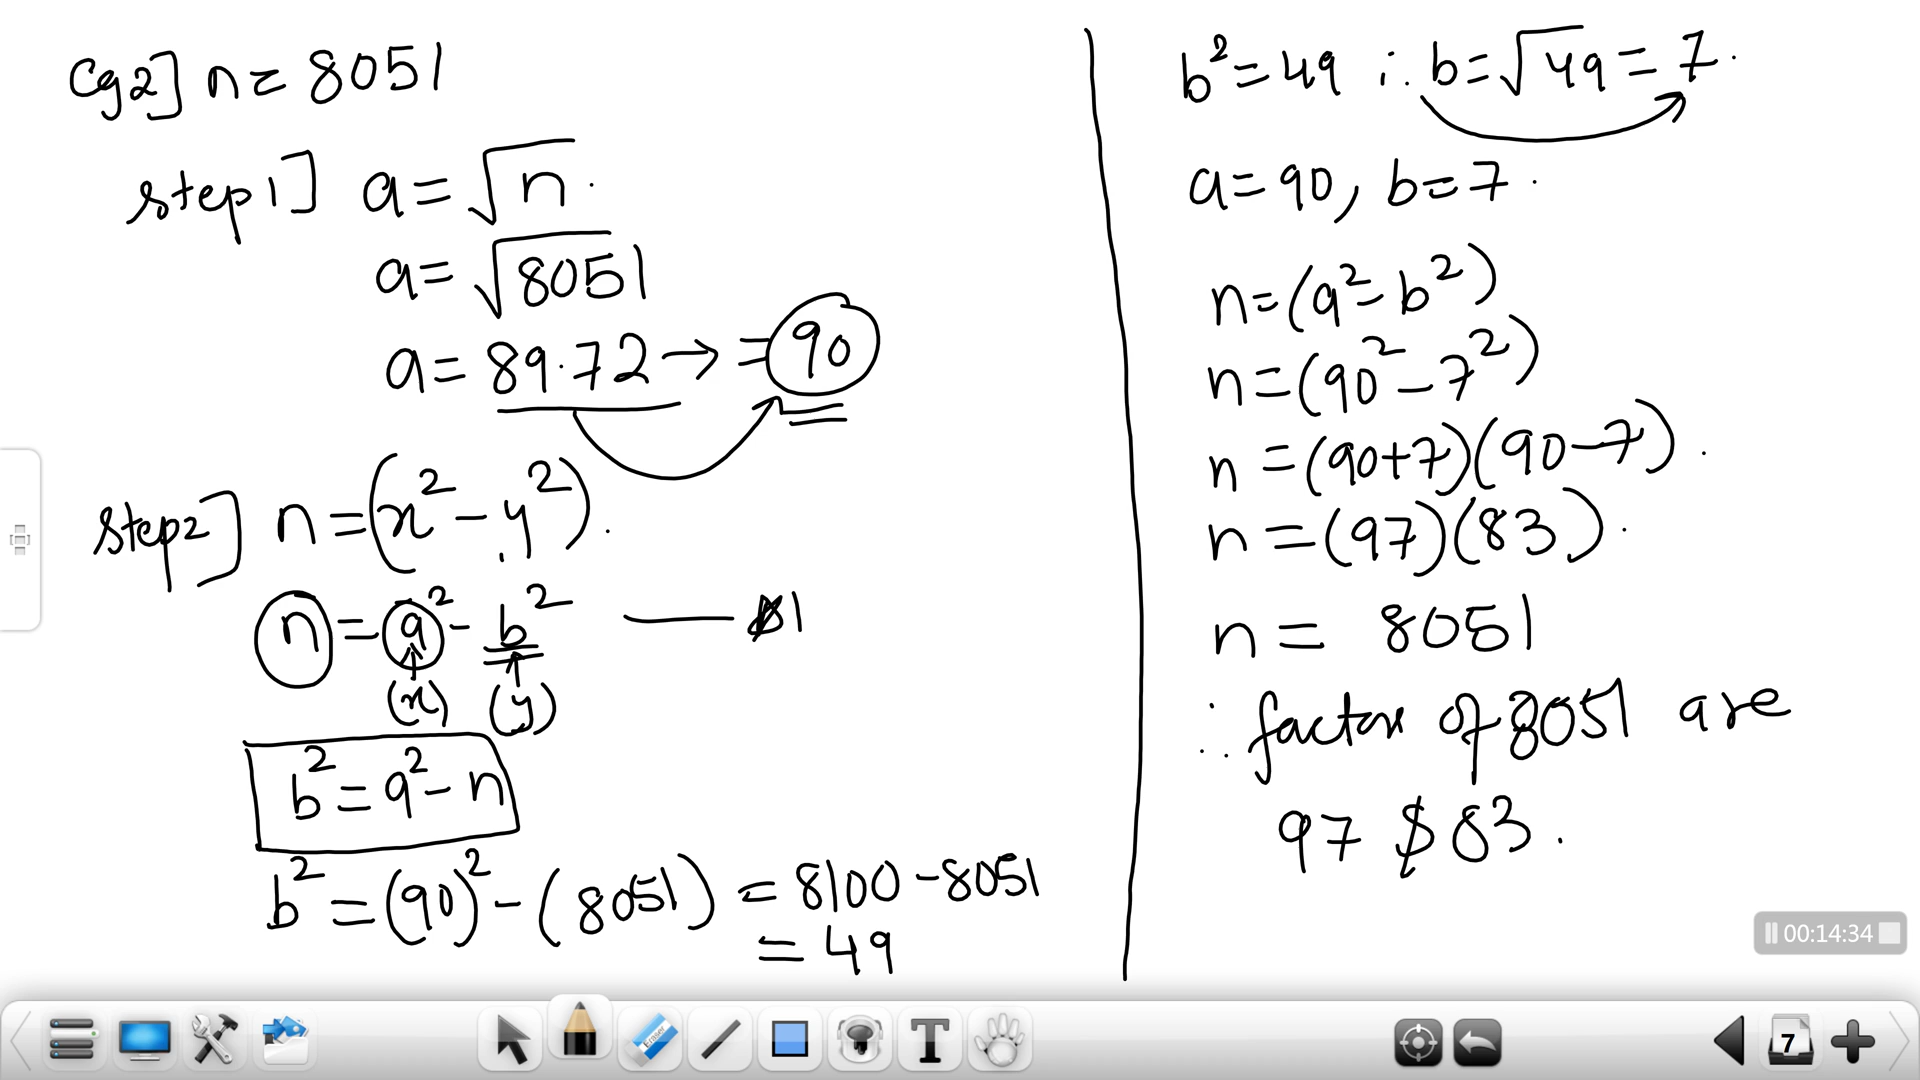 eg2] n = 8051
step1] a = √n.
a = √8051
a = 89.72 → = 90
step2] n = (x² - y²).
n = a² - b² —— 1
(x) (y)
b² = a² - n
b² = (90)² - (8051) = 8100 - 8051
= 49
b² = 49 ∴ b = √49 = 7.
a = 90, b = 7.
n = (a² - b²)
n = (90² - 7²)
n = (90+7)(90-7).
n = (97)(83).
n = 8051
∴ factors of 8051 are
97 $ 83.
00:14:34
Eraser
T
7